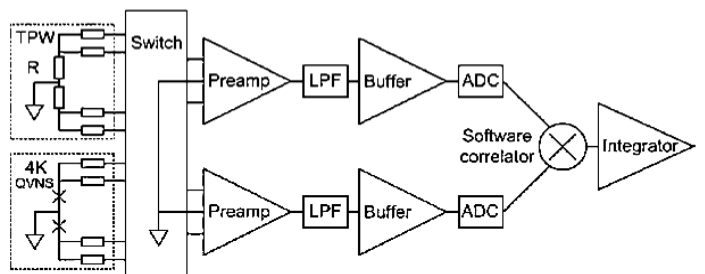 TPW
R
Switch
Preamp
LPF
Buffer
ADC
4K
QVNS
Preamp
LPF
Buffer
ADC
Software
correlator
Integrator